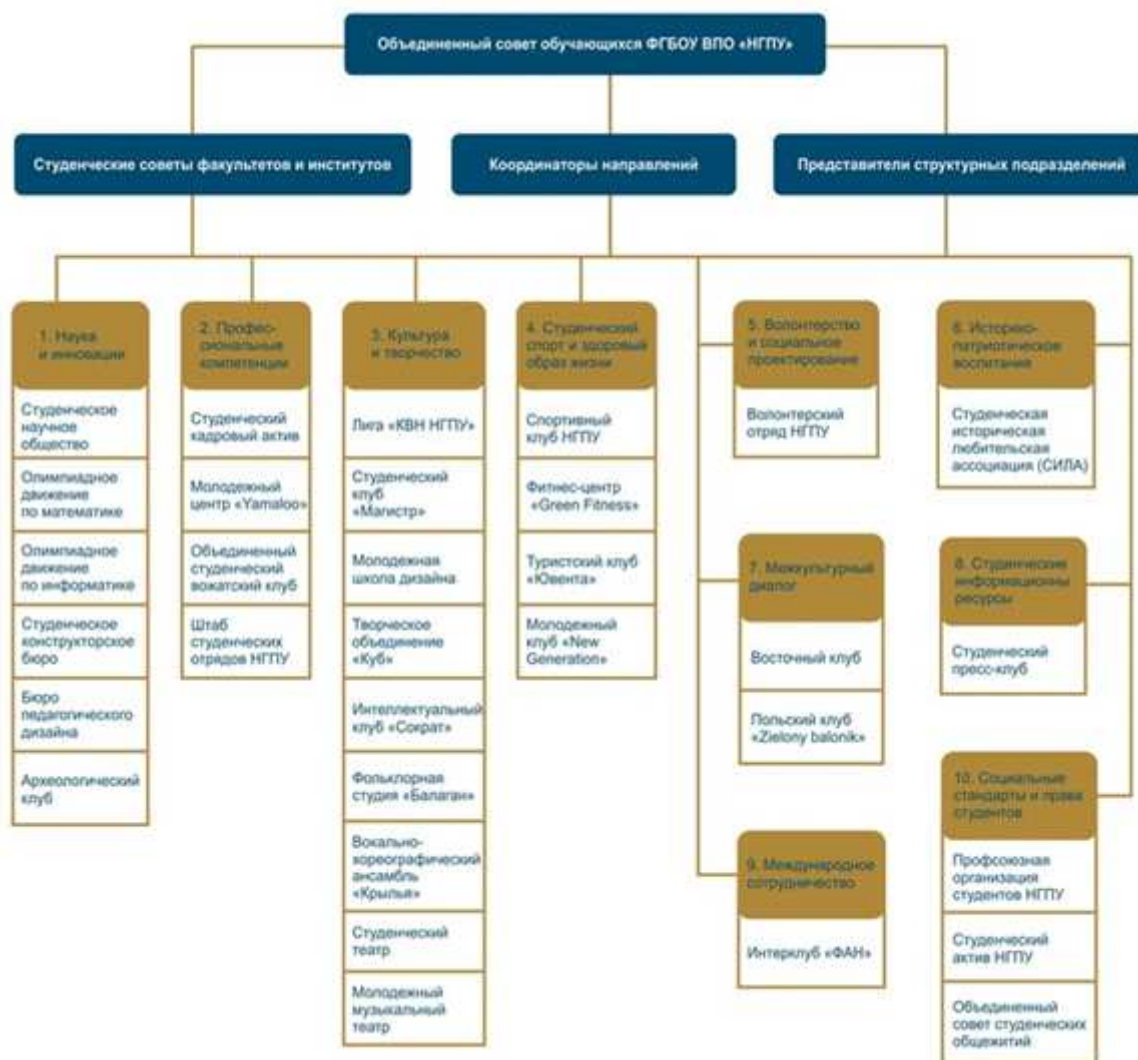 Объединенный совет обучающихся ФГБОУ ВПО «НГПУ»
Студенческие советы факультетов и институтов
Координаторы направлений
Представители структурных подразделений
1. Наука
и инновации
Студенческое
научное
общество
Олимпиадное
движение
по математике
Олимпиадное
движение
по информатике
Студенческое
конструкторское
бюро
Бюро
педагогического
дизайна
Археологический
клуб
2. Профес-
сиональные
компетенции
Студенческий
кадровый актив
Молодежный
центр «Yamaloo»
Объединенный
студенческий
вожатский клуб
Штаб
студенческих
отрядов НГПУ
3. Культура
и творчество
Лига «КВН НГПУ»
Студенческий
клуб
«Магистр»
Молодежная
школа дизайна
Творческое
объединение
«Куб»
Интеллектуальный
клуб «Сократ»
Фольклорная
студия «Балаган»
Вокально-
хореографический
ансамбль
«Крылья»
Студенческий
театр
Молодежный
музыкальный
театр
4. Студенческий
спорт и здоровый
образ жизни
Спортивный
клуб НГПУ
Фитнес-центр
«Green Fitness»
Туристский клуб
«Ювента»
Молодежный
клуб «New
Generation»
5. Волонтерство
и социальное
проектирование
Волонтерский
отряд НГПУ
6. Историко-
патриотическое
воспитания
Студенческая
историческая
любительская
ассоциация (СИЛА)
7. Межкультурный
диалог
Восточный клуб
Польский клуб
«Zielony balonik»
8. Студенческие
информационны
ресурсы
Студенческий
пресс-клуб
9. Международное
сотрудничество
Интерклуб «ФАН»
10. Социальные
стандарты и права
студентов
Профсоюзная
организация
студентов НГПУ
Студенческий
актив НГПУ
Объединенный
совет студенческих
общежитий